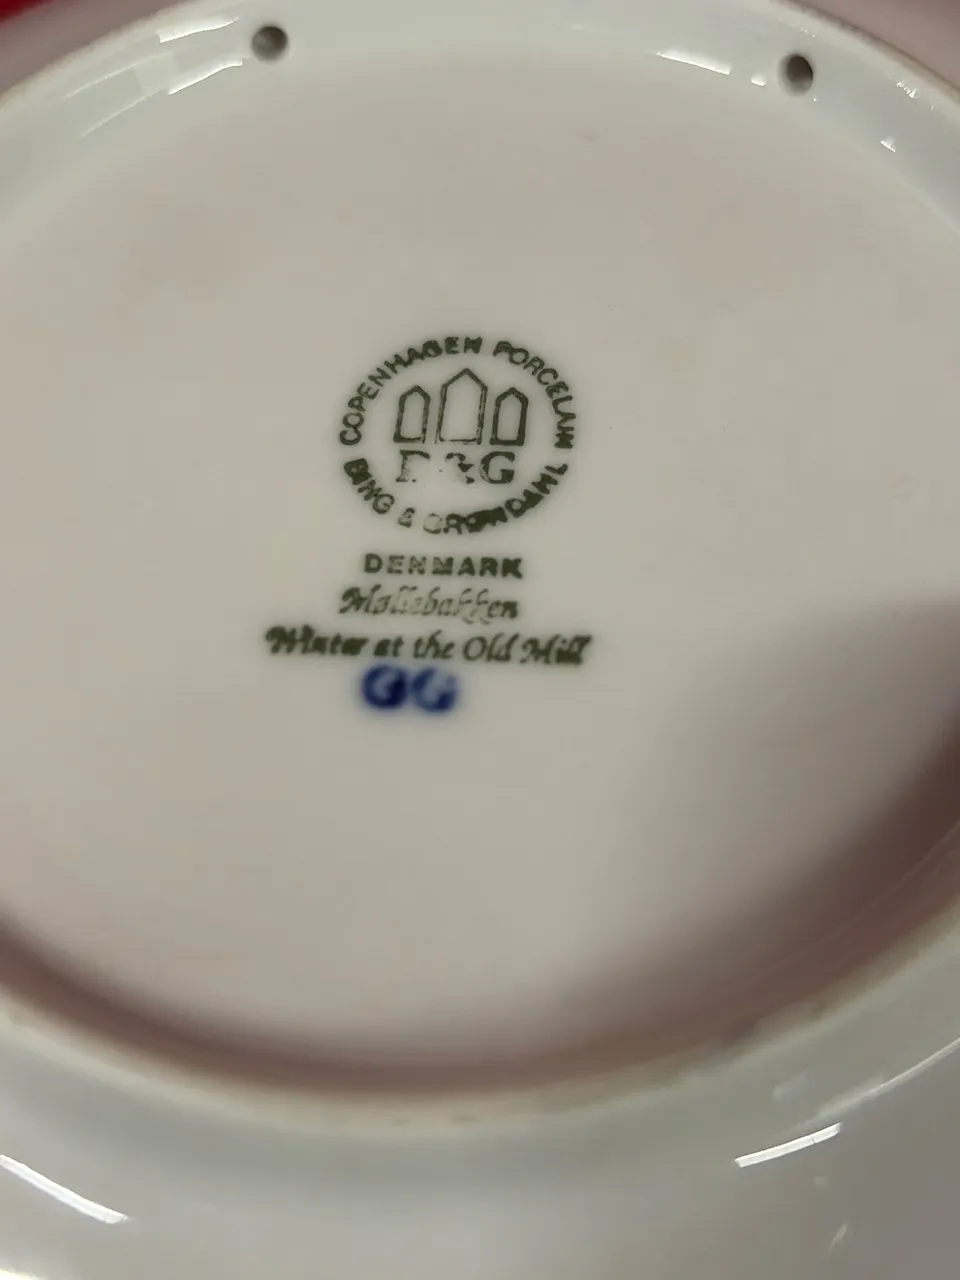 COPENHAGEN PORCELAIN
B&G
BING & GRØNDAHL
DENMARK
Møllebakken
Winter at the Old Mill